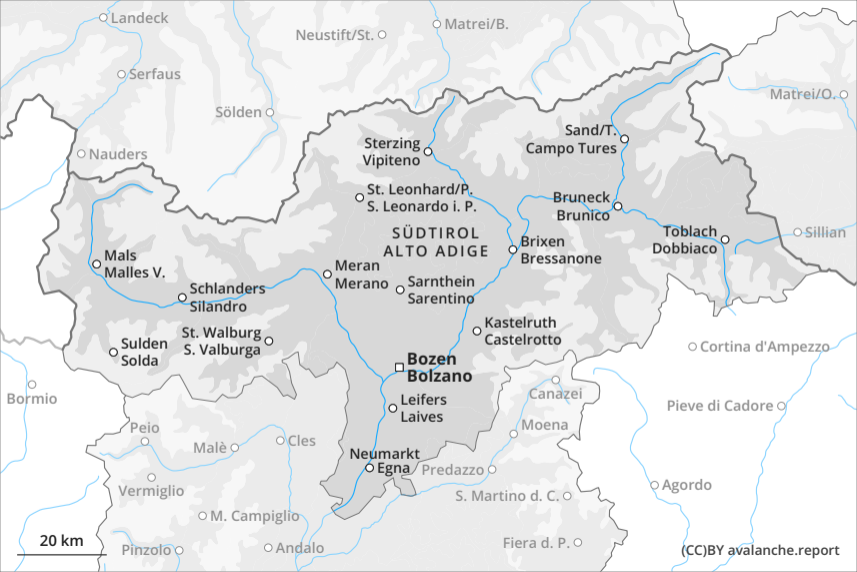 Landeck
Matrei/B.
Neustift/St.
Serfaus
Matrei/O.
Sölden
Sand/T.
Campo Tures
Sterzing
Vipiteno
Nauders
St. Leonhard/P.
S. Leonardo i. P.
Bruneck
Brunico
SÜDTIROL
ALTO ADIGE
Toblach
Dobbiaco
Sillian
Brixen
Bressanone
Mals
Malles V.
Meran
Merano
Sarnthein
Sarentino
Schlanders
Silandro
Kastelruth
Castelrotto
St. Walburg
S. Valburga
Sulden
Solda
Cortina d'Ampezzo
Bozen
Bolzano
Bormio
Canazei
Leifers
Laives
Pieve di Cadore
Peio
Moena
Cles
Malè
Neumarkt
Egna
Predazzo
Vermiglio
Agordo
S. Martino d. C.
M. Campiglio
20 km
Pinzolo
Andalo
Fiera d. P.
(CC)BY avalanche.report